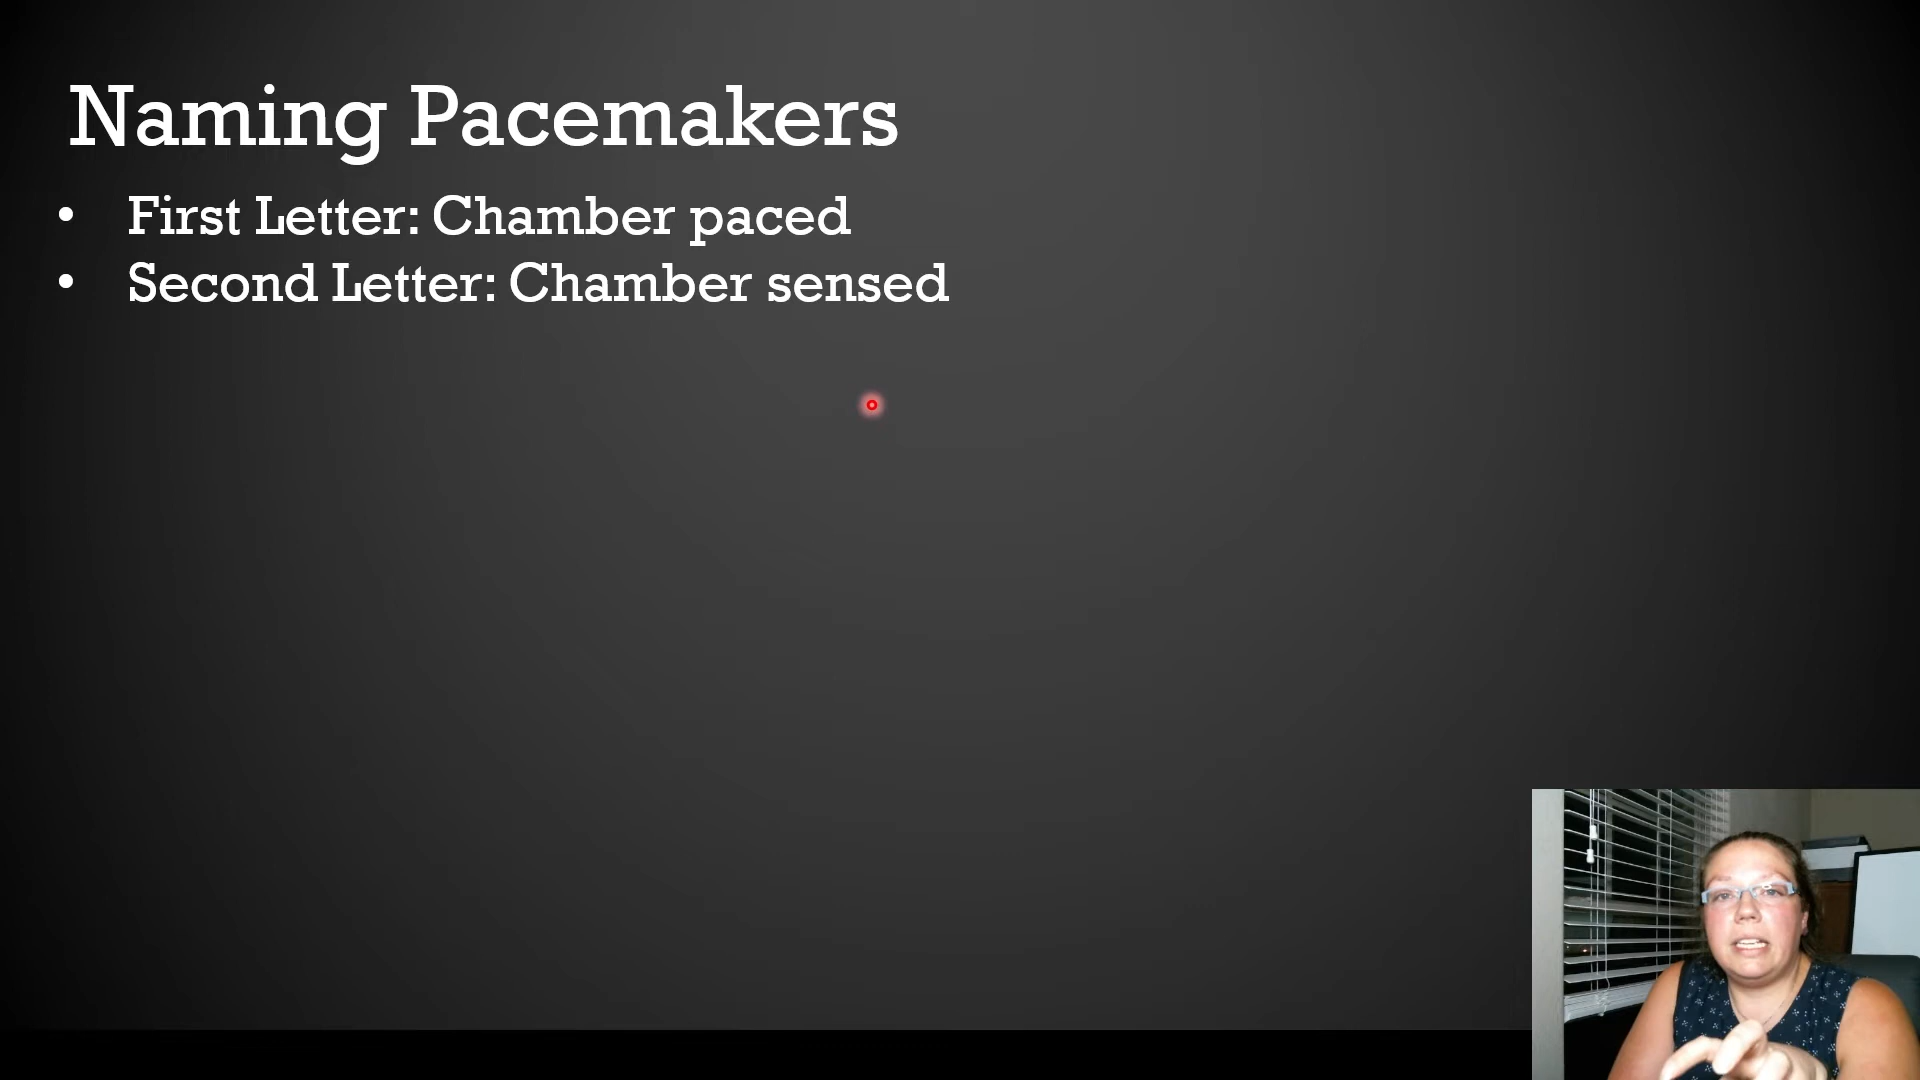 Naming Pacemakers
• First Letter: Chamber paced
• Second Letter: Chamber sensed